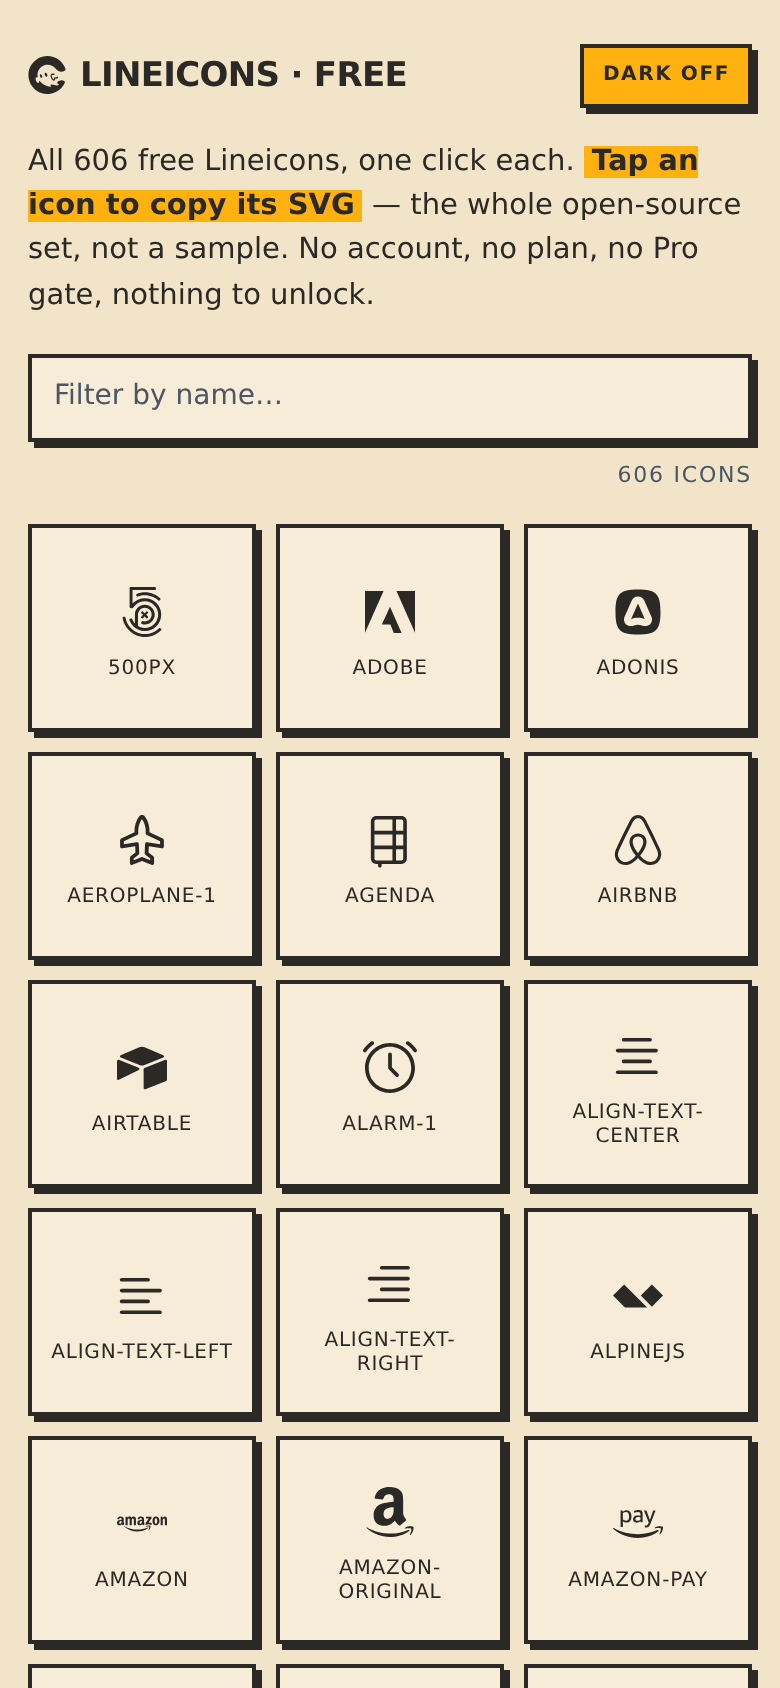 LINEICONS · FREE
DARK OFF
All 606 free Lineicons, one click each. Tap an
icon to copy its SVG — the whole open-source
set, not a sample. No account, no plan, no Pro
gate, nothing to unlock.
Filter by name...
606 ICONS
500PX
ADOBE
ADONIS
AEROPLANE-1
AGENDA
AIRBNB
AIRTABLE
ALARM-1
ALIGN-TEXT-
CENTER
ALIGN-TEXT-LEFT
ALIGN-TEXT-
RIGHT
ALPINEJS
amazon
AMAZON
a
AMAZON-
ORIGINAL
pay
AMAZON-PAY